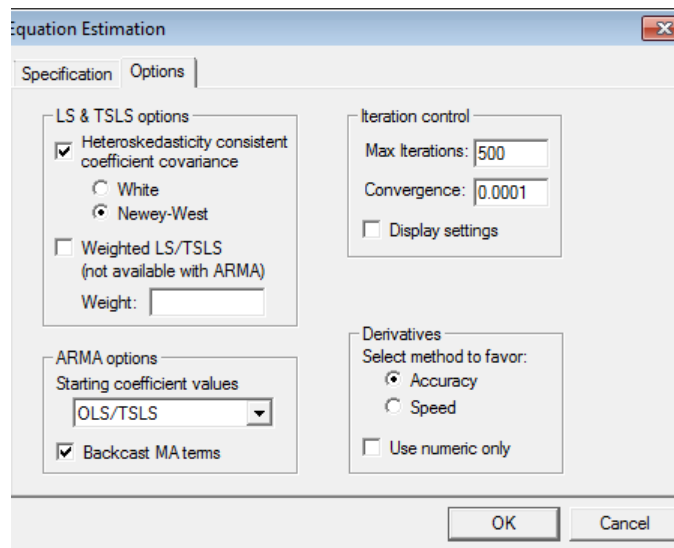 Equation Estimation
Specification
Options
LS & TSLS options
Heteroskedasticity consistent
coefficient covariance
White
Newey-West
Weighted LS/TSLS
(not available with ARMA)
Weight:
ARMA options
Starting coefficient values
OLS/TSLS
Backcast MA terms
Iteration control
Max Iterations: 500
Convergence: 0.0001
Display settings
Derivatives
Select method to favor:
Accuracy
Speed
Use numeric only
OK
Cancel